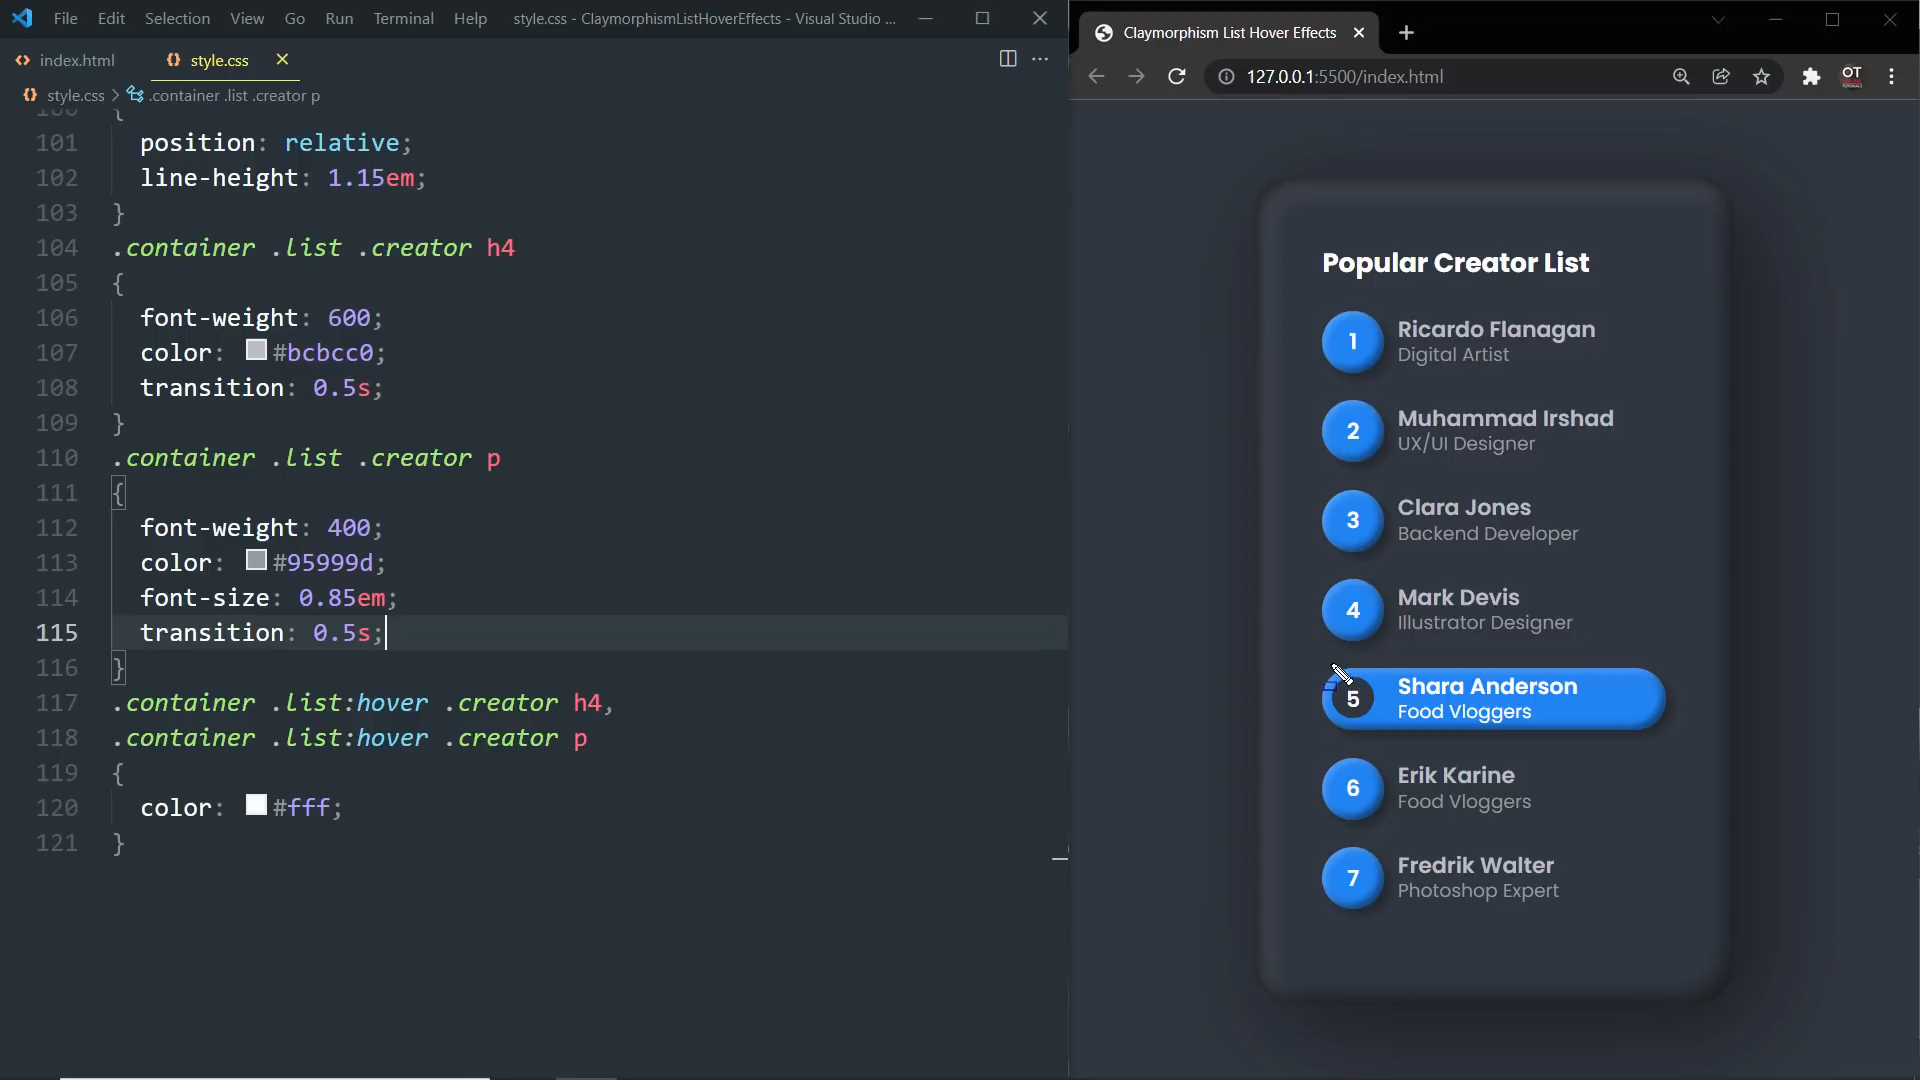 File Edit Selection View Go Run Terminal Help style.css - ClaymorphismListHoverEffects - Visual Studio ...
index.html style.css
style.css > .container .list .creator p
100 {
101 position: relative;
102 line-height: 1.15em;
103 }
104 .container .list .creator h4
105 {
106 font-weight: 600;
107 color: #bcbcc0;
108 transition: 0.5s;
109 }
110 .container .list .creator p
111 {
112 font-weight: 400;
113 color: #95999d;
114 font-size: 0.85em;
115 transition: 0.5s;
116 }
117 .container .list:hover .creator h4,
118 .container .list:hover .creator p
119 {
120 color: #fff;
121 }
Claymorphism List Hover Effects
127.0.0.1:5500/index.html
OT
Popular Creator List
1 Ricardo Flanagan
Digital Artist
2 Muhammad Irshad
UX/UI Designer
3 Clara Jones
Backend Developer
4 Mark Devis
Illustrator Designer
5 Shara Anderson
Food Vloggers
6 Erik Karine
Food Vloggers
7 Fredrik Walter
Photoshop Expert